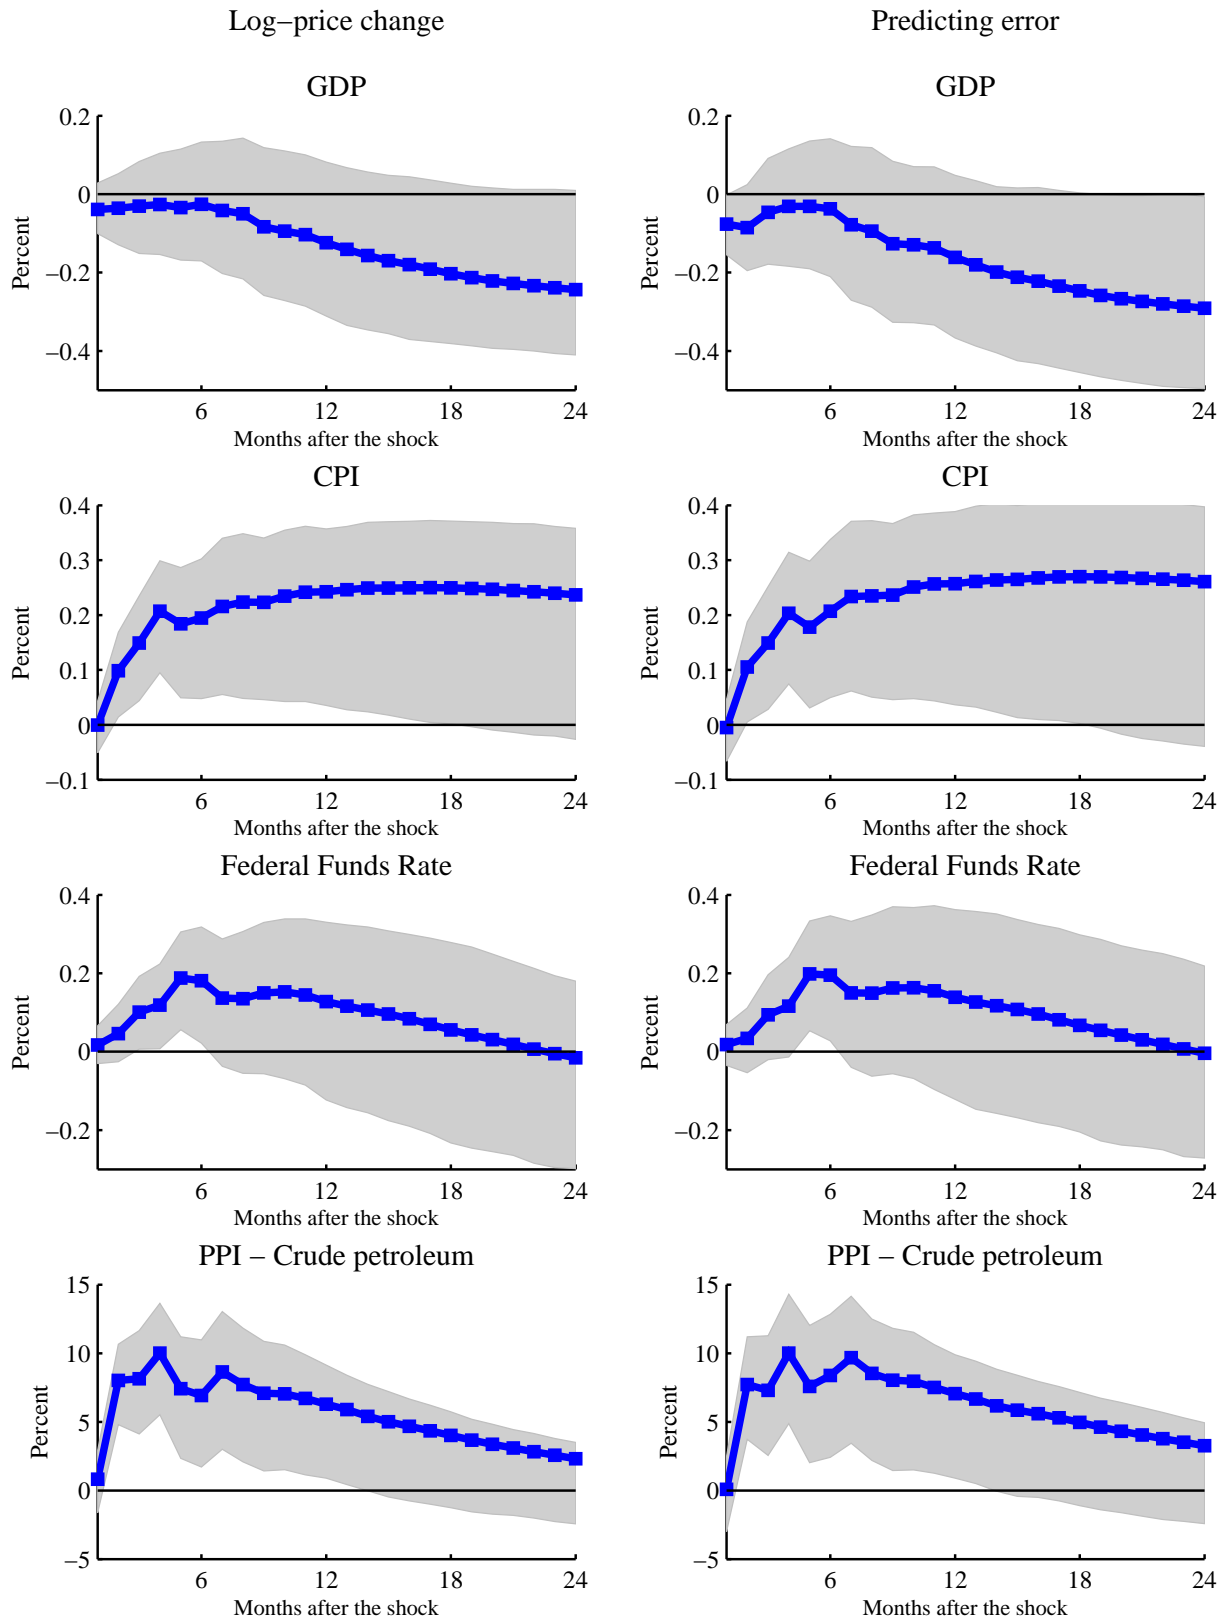 Log−price change
Predicting error
GDP
GDP
0.2
0
−0.2
−0.4
Percent
6 12 18 24
Months after the shock
0.2
0
−0.2
−0.4
Percent
6 12 18 24
Months after the shock
CPI
CPI
0.4
0.3
0.2
0.1
0
−0.1
Percent
6 12 18 24
Months after the shock
0.4
0.3
0.2
0.1
0
−0.1
Percent
6 12 18 24
Months after the shock
Federal Funds Rate
Federal Funds Rate
0.4
0.2
0
−0.2
Percent
6 12 18 24
Months after the shock
0.4
0.2
0
−0.2
Percent
6 12 18 24
Months after the shock
PPI − Crude petroleum
PPI − Crude petroleum
15
10
5
0
−5
Percent
6 12 18 24
Months after the shock
15
10
5
0
−5
Percent
6 12 18 24
Months after the shock